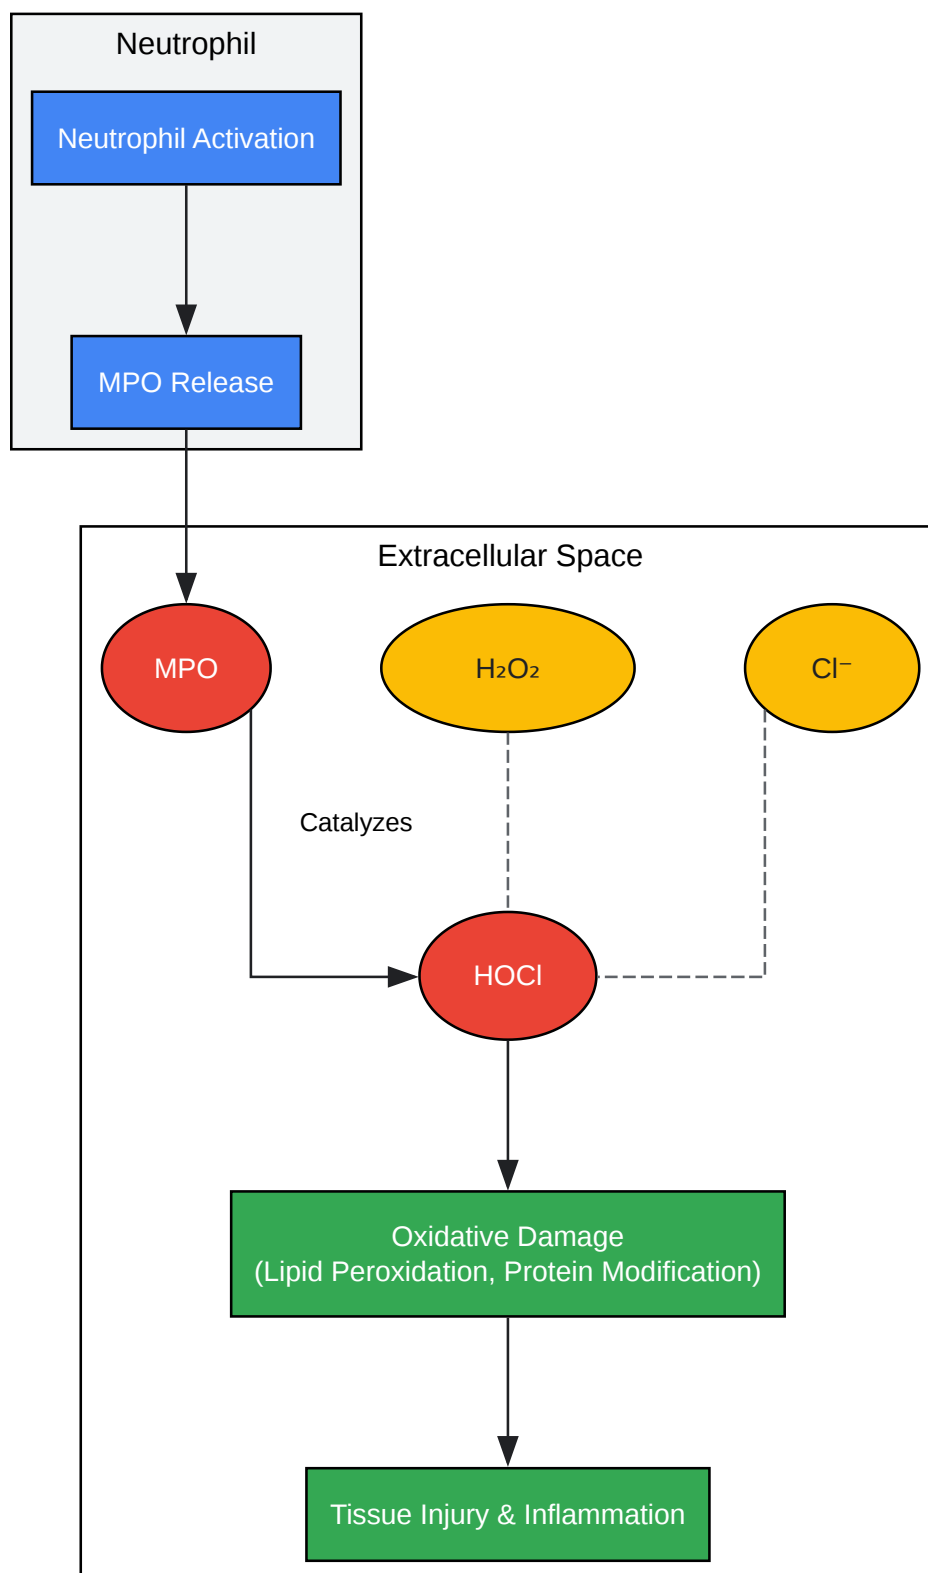 Neutrophil
Neutrophil Activation
MPO Release
Extracellular Space
MPO
H₂O₂
Cl⁻
Catalyzes
HOCl
Oxidative Damage
(Lipid Peroxidation, Protein Modification)
Tissue Injury & Inflammation